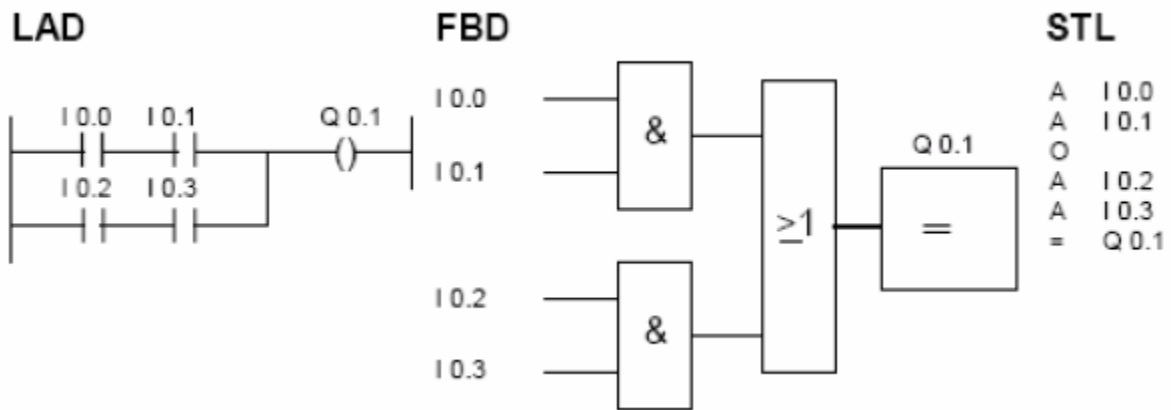 LAD
I 0.0 I 0.1 Q 0.1
( )
I 0.2 I 0.3
FBD
I 0.0
I 0.1
&
I 0.2
I 0.3
&
≥1
Q 0.1
=
STL
A I 0.0
A I 0.1
O
A I 0.2
A I 0.3
= Q 0.1